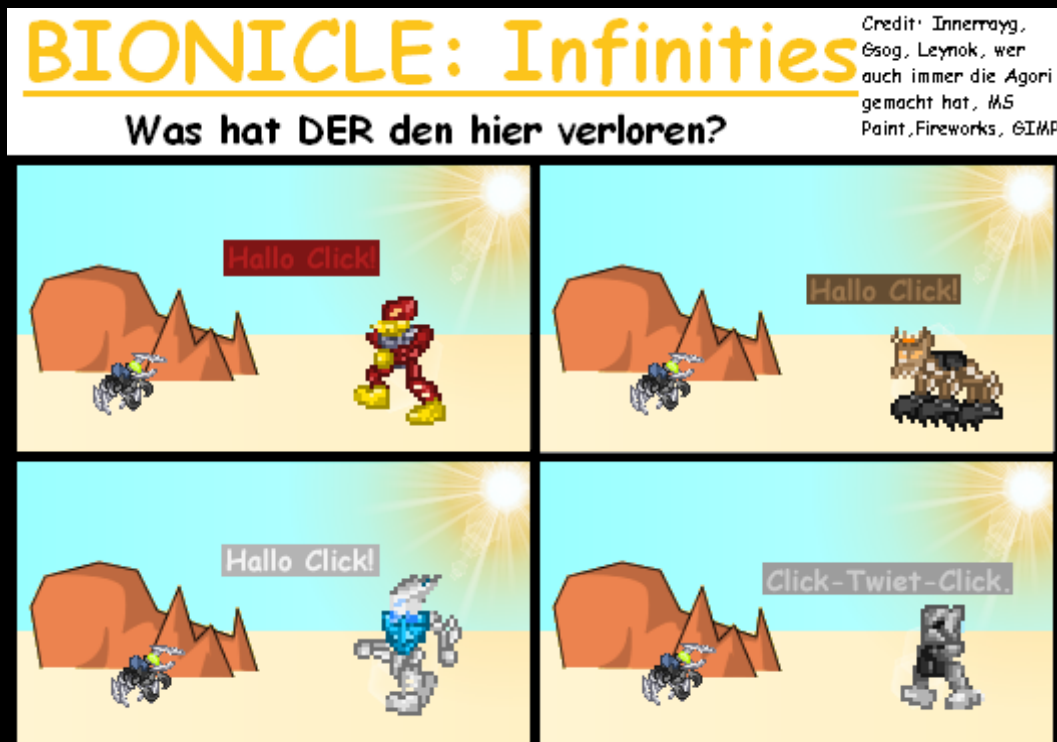 BIONICLE: Infinities
Credit: Innerrayg,
Gsog, Leynok, wer
auch immer die Agori
gemacht hat, MS
Paint,Fireworks, GIMP
Was hat DER den hier verloren?
Hallo Click!
Hallo Click!
Hallo Click!
Click-Twiet-Click.